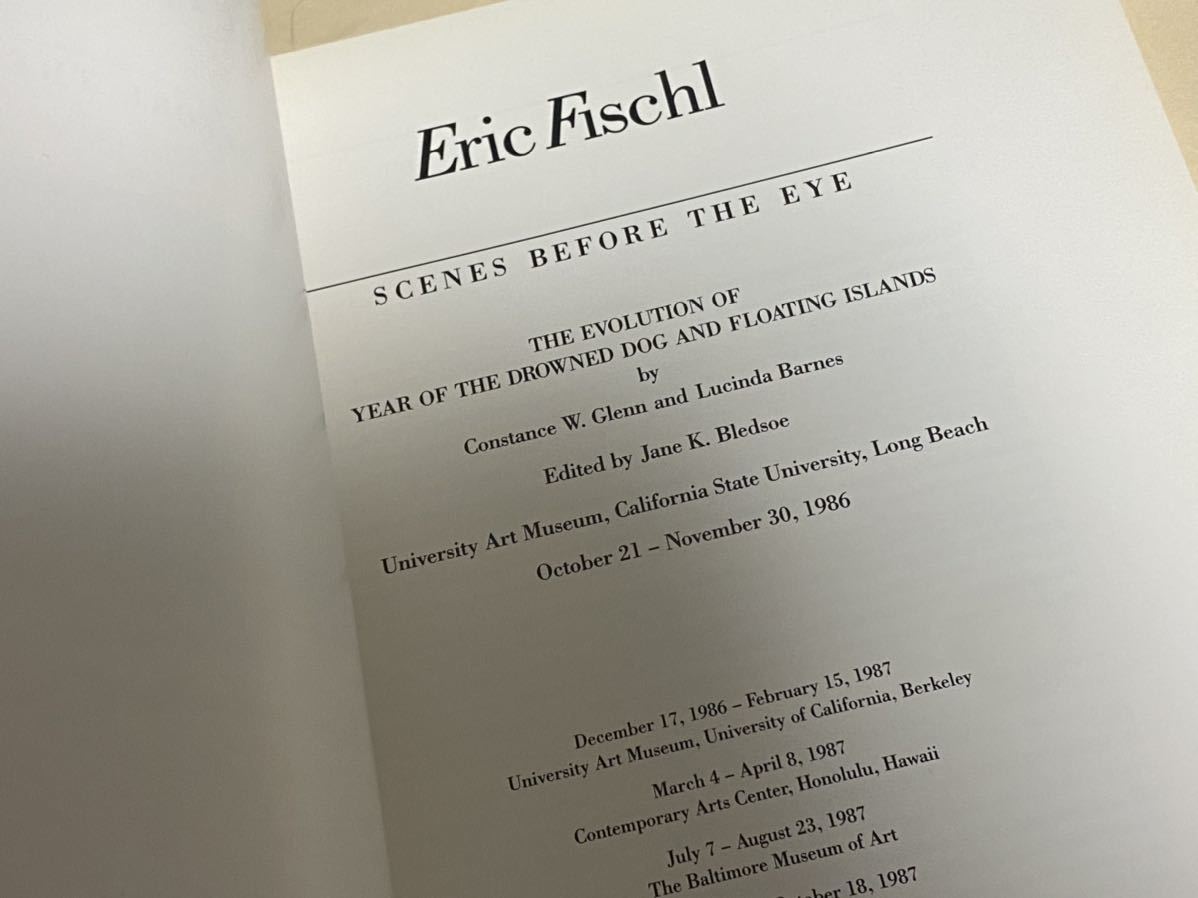 Eric Fischl
SCENES BEFORE THE EYE
THE EVOLUTION OF
YEAR OF THE DROWNED DOG AND FLOATING ISLANDS
by
Constance W. Glenn and Lucinda Barnes
Edited by Jane K. Bledsoe
University Art Museum, California State University, Long Beach
October 21 – November 30, 1986
December 17, 1986 – February 15, 1987
University Art Museum, University of California, Berkeley
March 4 – April 8, 1987
Contemporary Arts Center, Honolulu, Hawaii
July 7 – August 23, 1987
The Baltimore Museum of Art
18, 1987